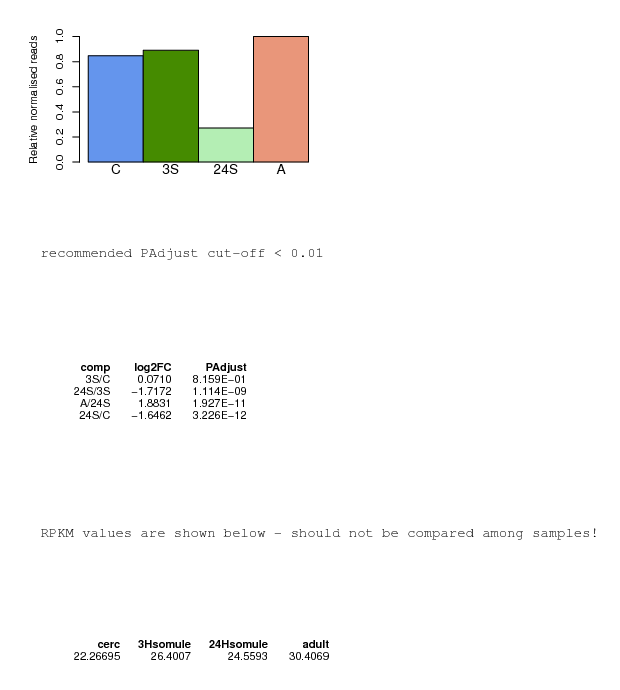 Relative normalised reads
1.0
0.8
0.6
0.4
0.2
0.0
C 3S 24S A
recommended PAdjust cut-off < 0.01
comp log2FC PAdjust
3S/C 0.0710 8.159E-01
24S/3S -1.7172 1.114E-09
A/24S 1.8831 1.927E-11
24S/C -1.6462 3.226E-12
RPKM values are shown below - should not be compared among samples!
cerc 3Hsomule 24Hsomule adult
22.26695 26.4007 24.5593 30.4069